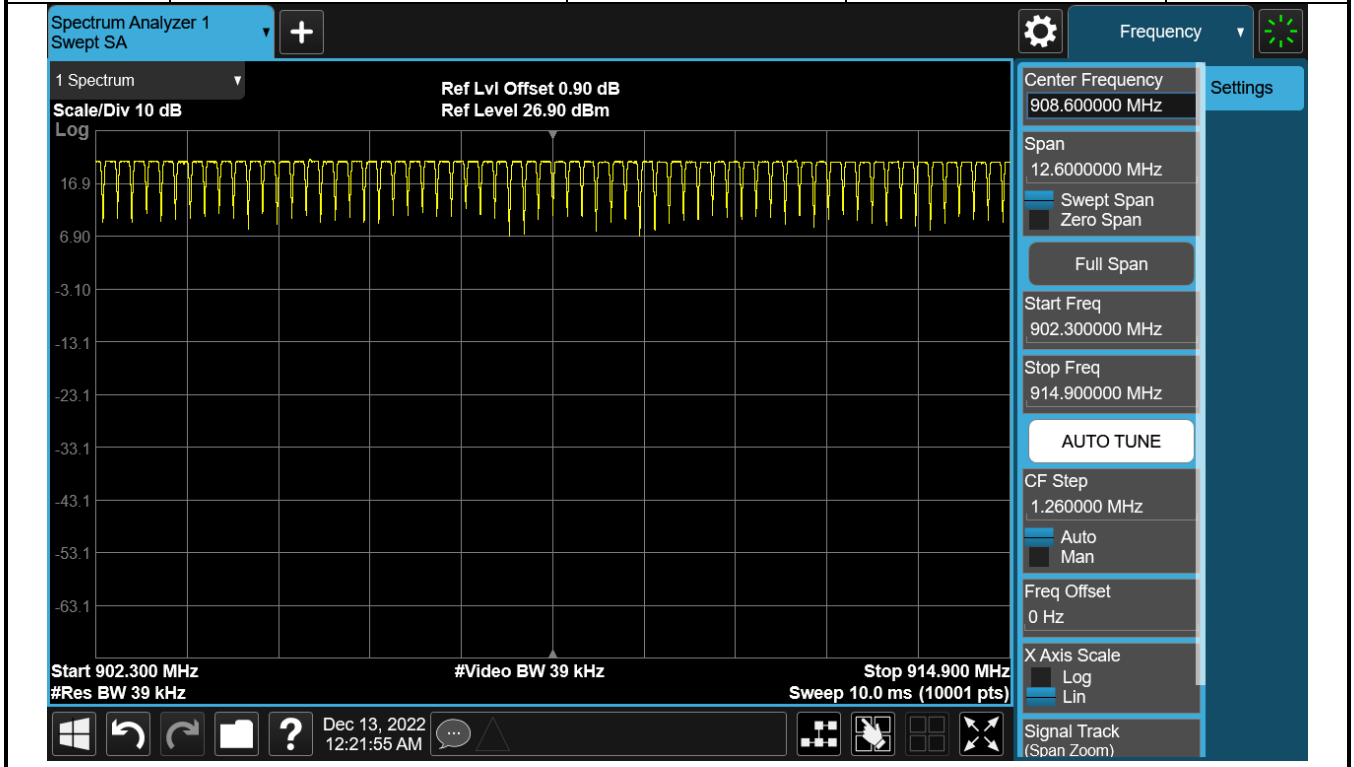 Spectrum Analyzer 1
Swept SA
+
Frequency
1 Spectrum
Scale/Div 10 dB
Log
Ref Lvl Offset 0.90 dB
Ref Level 26.90 dBm
16.9
6.90
-3.10
-13.1
-23.1
-33.1
-43.1
-53.1
-63.1
Start 902.300 MHz
#Video BW 39 kHz
Stop 914.900 MHz
#Res BW 39 kHz
Sweep 10.0 ms (10001 pts)
Center Frequency
908.600000 MHz
Settings
Span
12.6000000 MHz
Swept Span
Zero Span
Full Span
Start Freq
902.300000 MHz
Stop Freq
914.900000 MHz
AUTO TUNE
CF Step
1.260000 MHz
Auto
Man
Freq Offset
0 Hz
X Axis Scale
Log
Lin
Signal Track
(Span Zoom)
?
Dec 13, 2022
12:21:55 AM